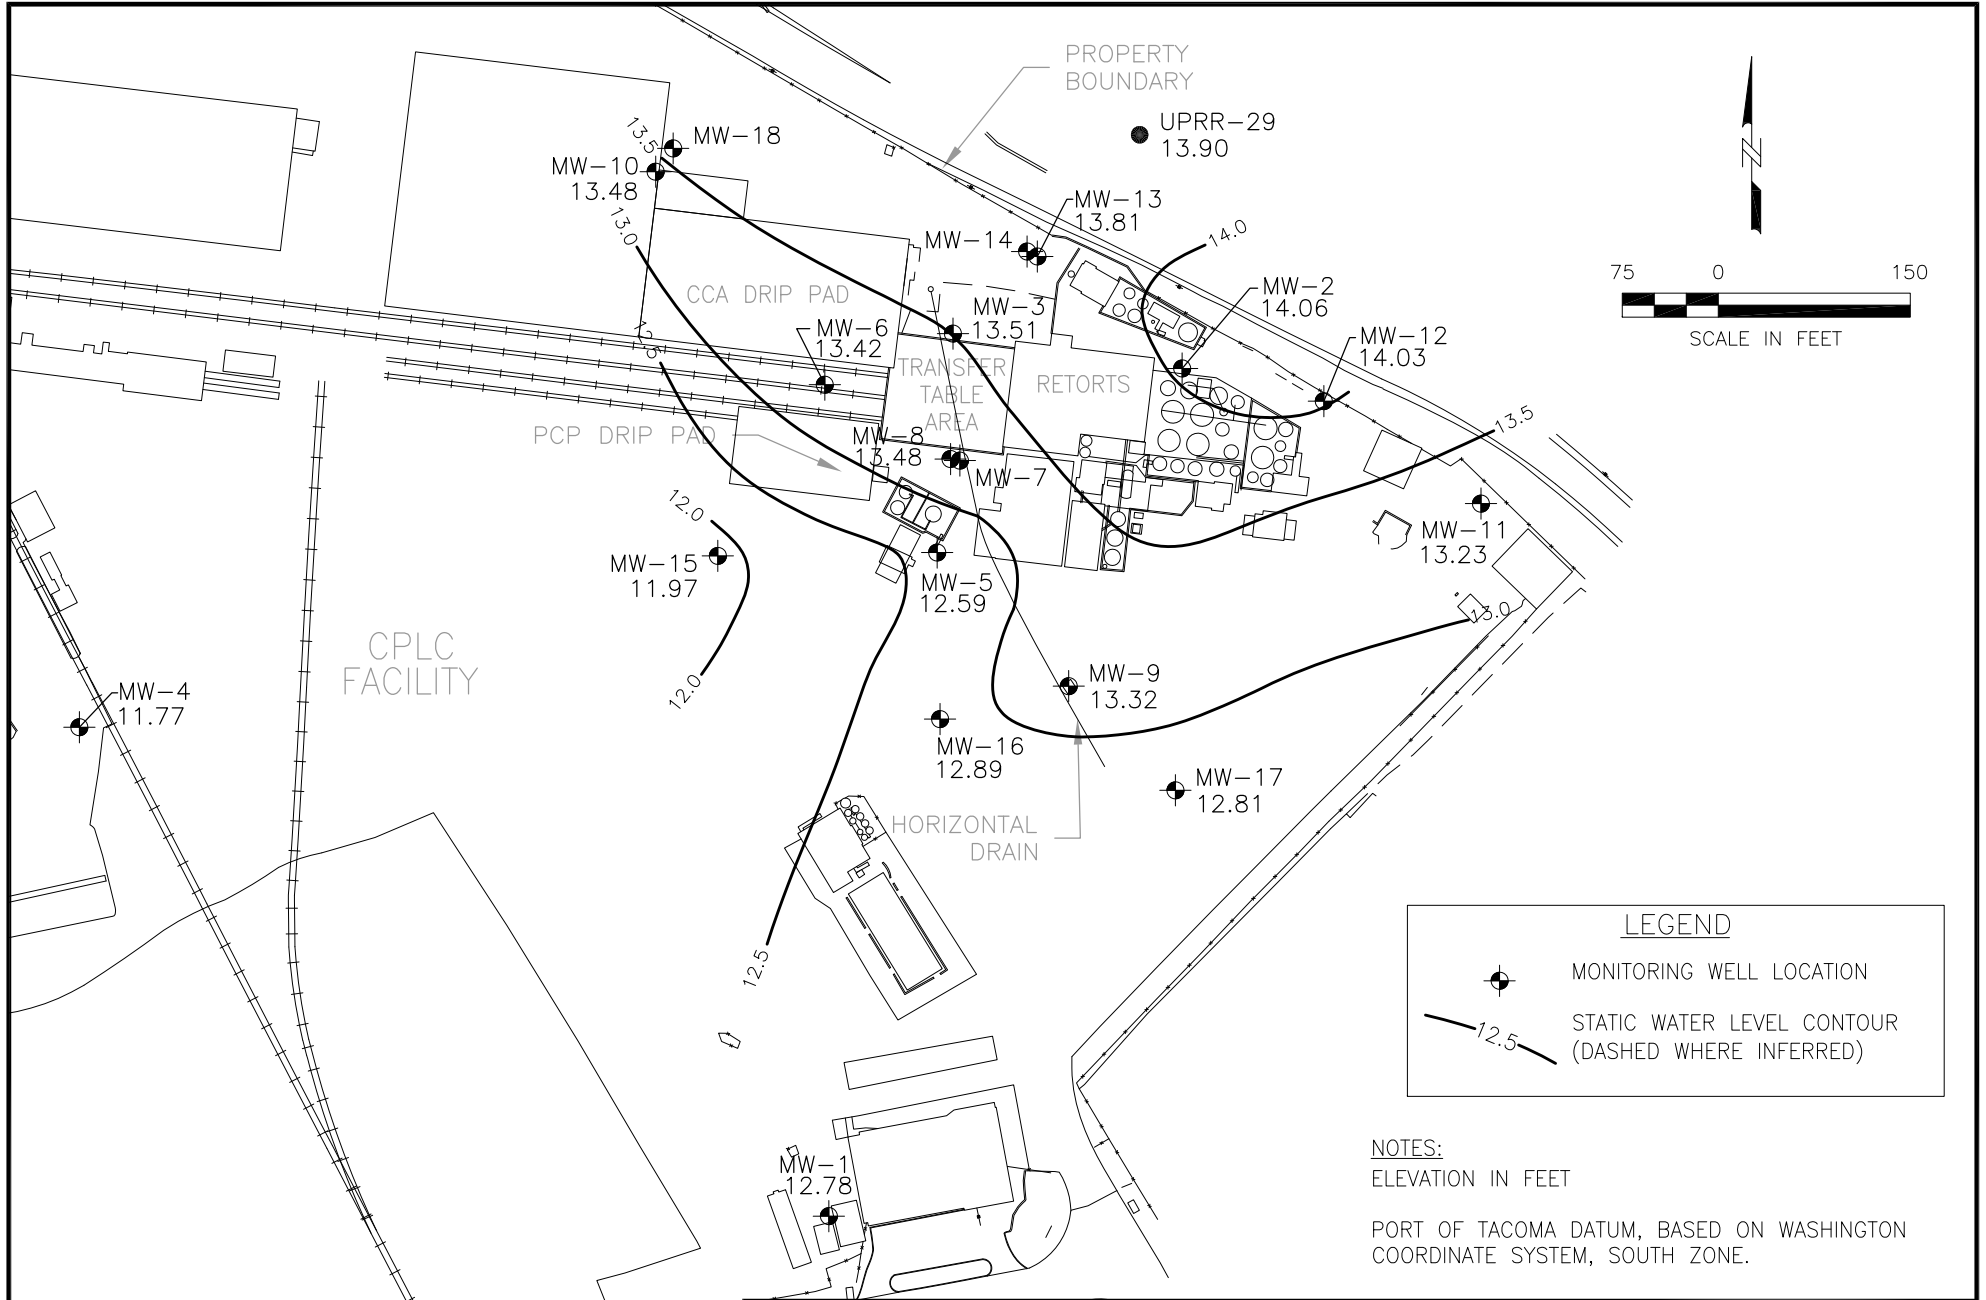 PROPERTY
BOUNDARY
UPRR-29
13.90
MW-18
13.5
MW-10
13.48
13.0
MW-13
13.81
MW-14
14.0
75 0 150
SCALE IN FEET
CCA DRIP PAD
MW-3
13.51
MW-2
14.06
MW-6
13.42
12.5
MW-12
14.03
TRANSFER
TABLE
AREA
RETORTS
PCP DRIP PAD
MW-8
13.48
MW-7
13.5
12.0
MW-15
11.97
MW-5
12.59
MW-11
13.23
13.0
CPLC
FACILITY
MW-4
11.77
12.0
MW-9
13.32
MW-16
12.89
MW-17
12.81
HORIZONTAL
DRAIN
12.5
LEGEND
MONITORING WELL LOCATION
12.5
STATIC WATER LEVEL CONTOUR
(DASHED WHERE INFERRED)
MW-1
12.78
NOTES:
ELEVATION IN FEET
PORT OF TACOMA DATUM, BASED ON WASHINGTON
COORDINATE SYSTEM, SOUTH ZONE.
N